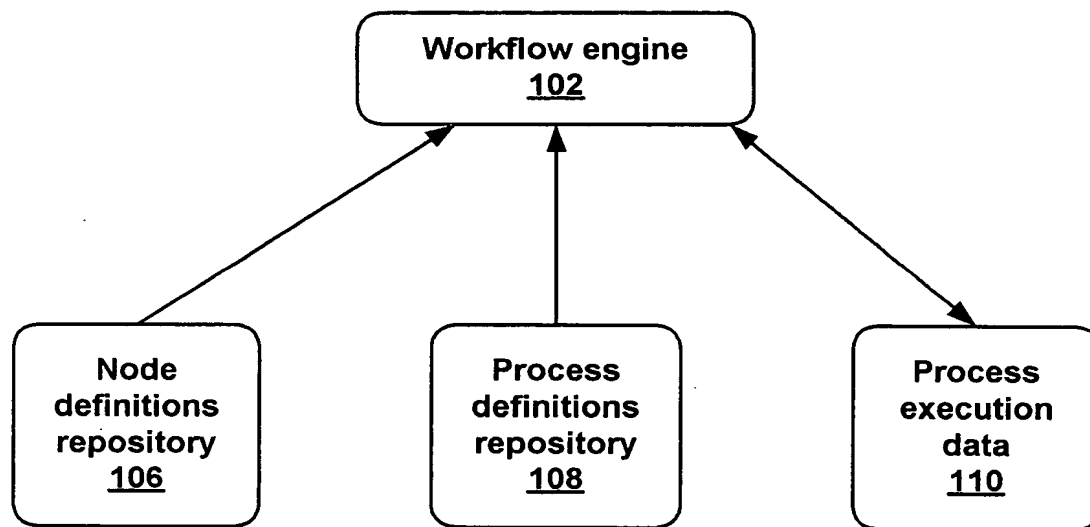 Workflow engine
102
Node
definitions
repository
106
Process
definitions
repository
108
Process
execution
data
110